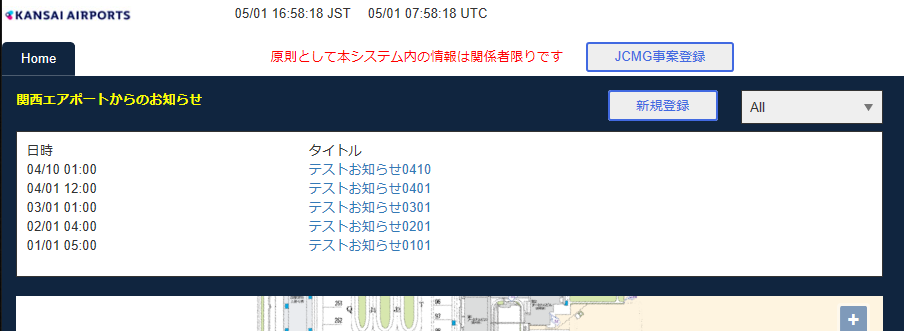 KANSAI AIRPORTS 05/01 16:58:18 JST 05/01 07:58:18 UTC
Home 原則として本システム内の情報は関係者限りです JCMG事案登録
関西エアポートからのお知らせ 新規登録 All
日時 タイトル
04/10 01:00 テストお知らせ0410
04/01 12:00 テストお知らせ0401
03/01 01:00 テストお知らせ0301
02/01 04:00 テストお知らせ0201
01/01 05:00 テストお知らせ0101
251 Q T 96
252 95
+